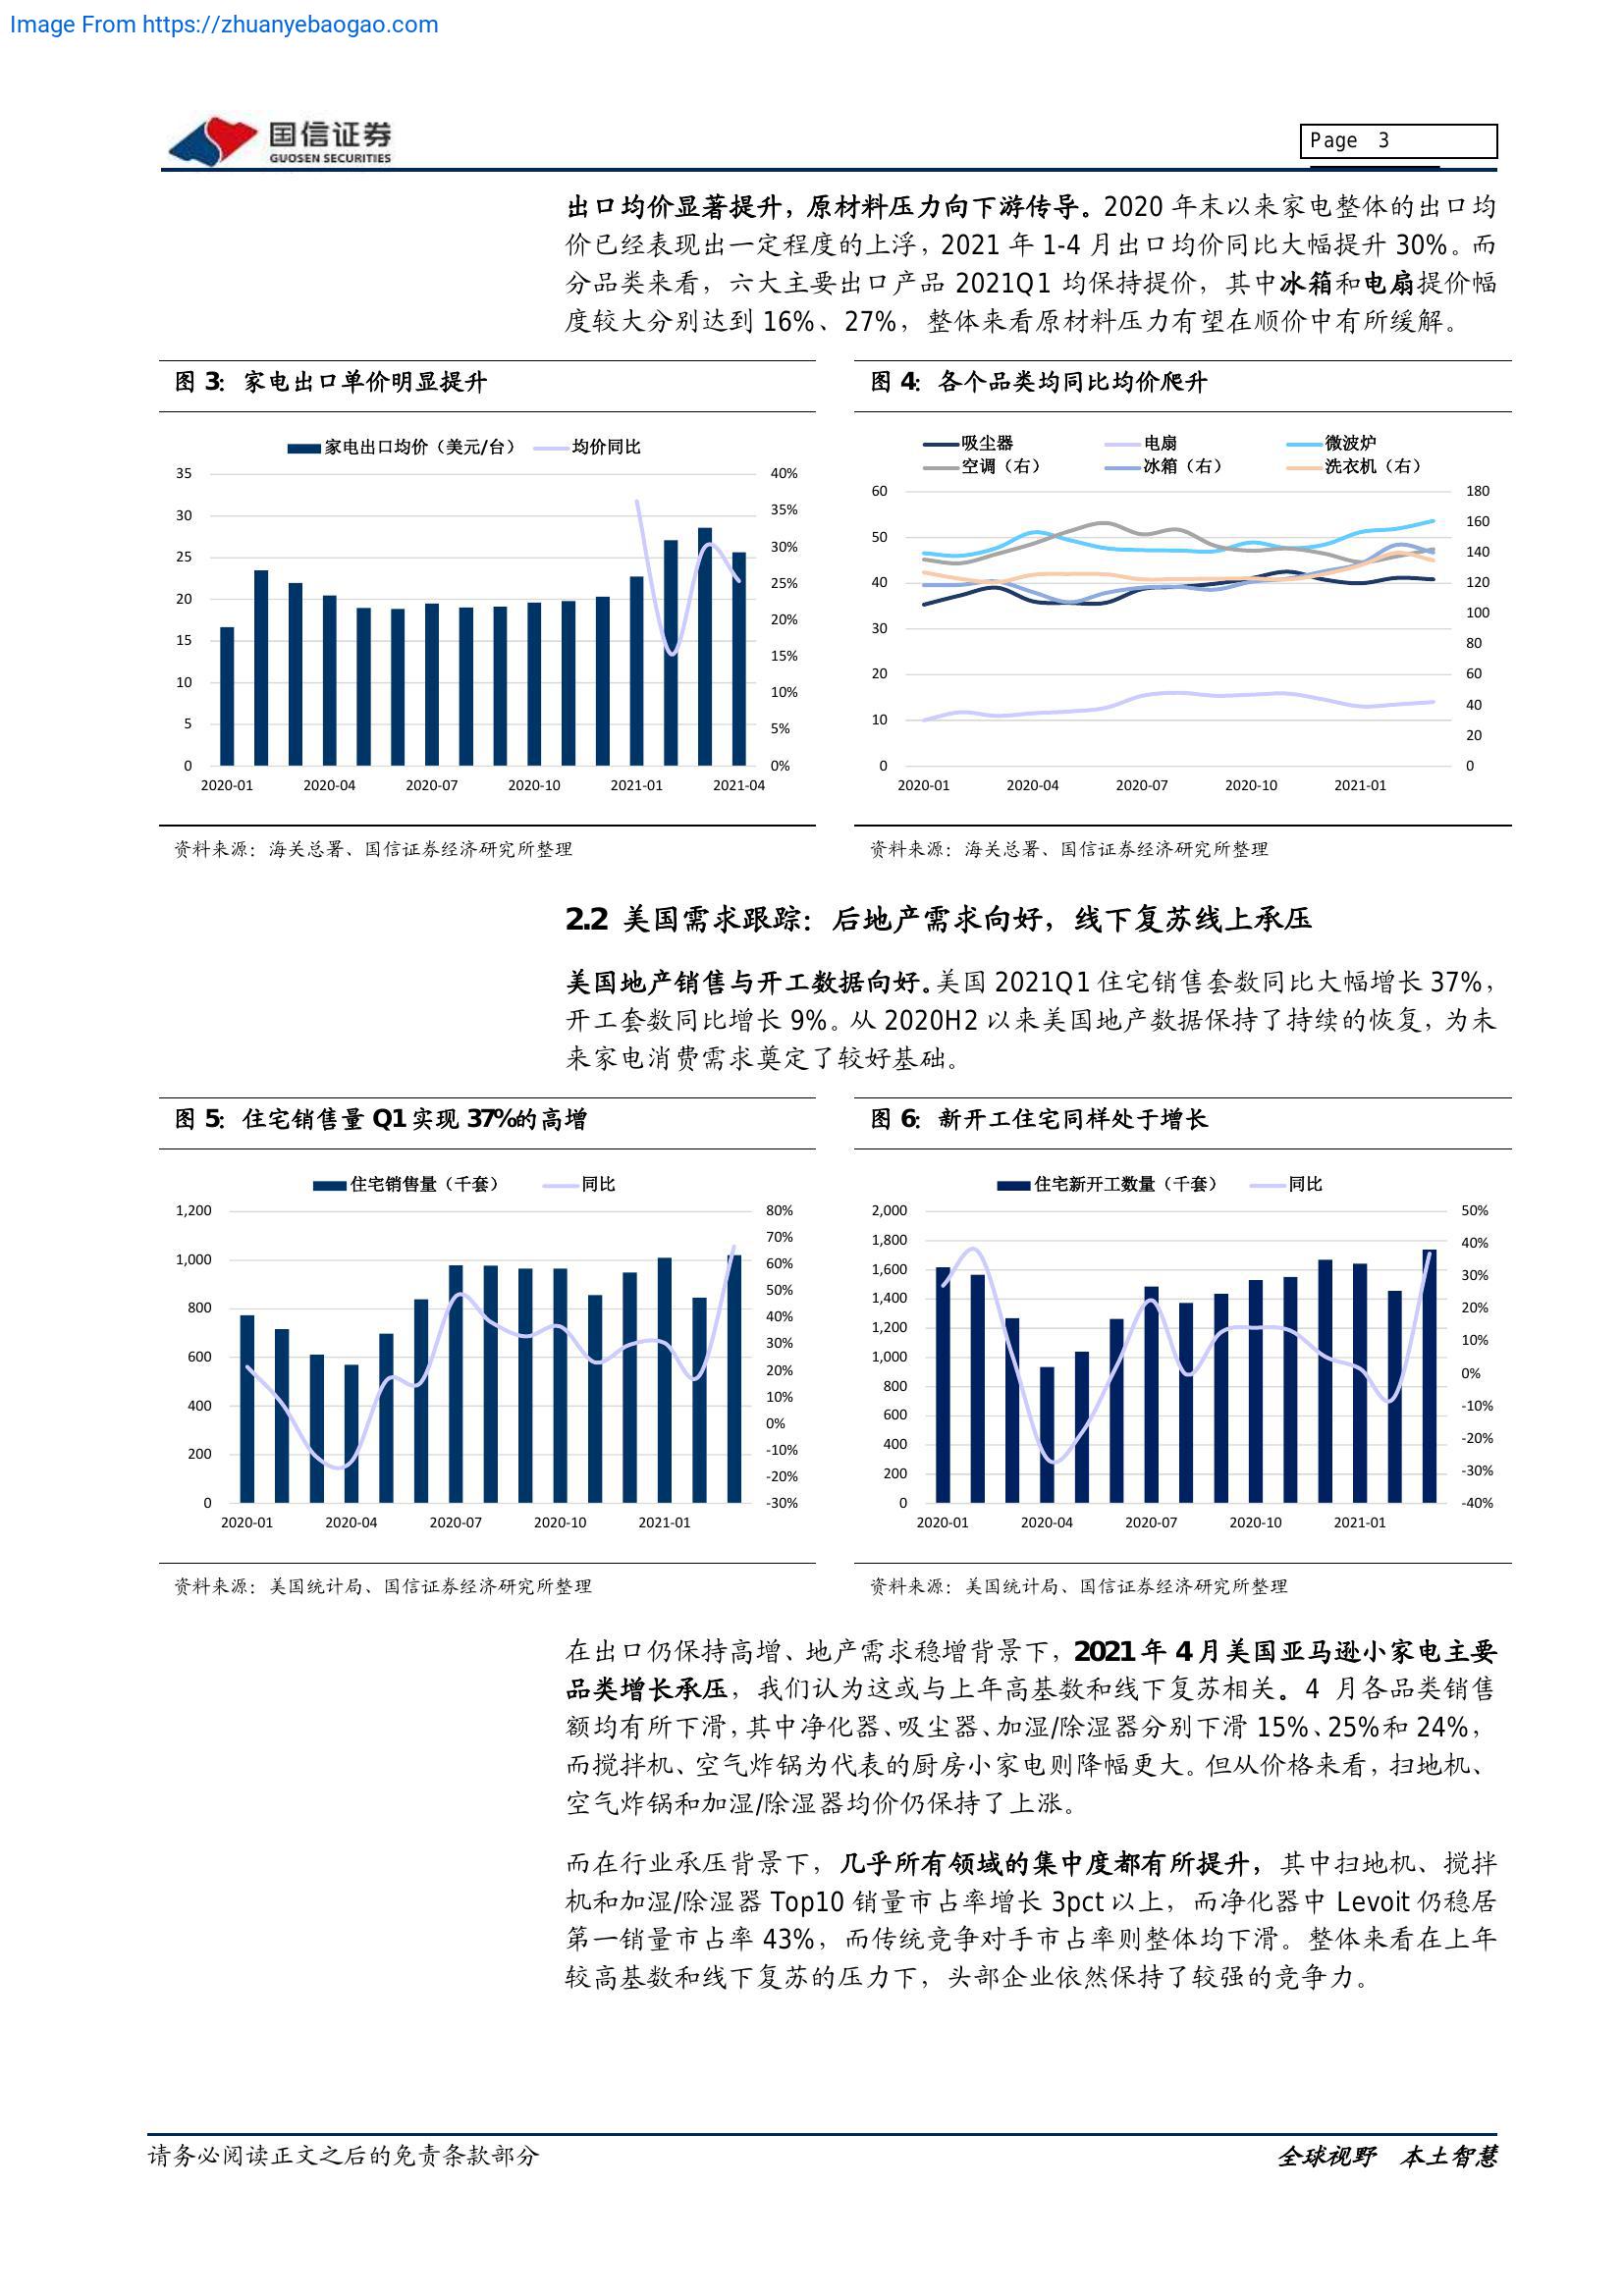 Image From https://zhuanyebaogao.com
国信证券
GUOSEN SECURITIES
Page 3
出口均价显著提升，原材料压力向下游传导。2020 年末以来家电整体的出口均
价已经表现出一定程度的上浮，2021 年 1-4 月出口均价同比大幅提升 30%。而
分品类来看，六大主要出口产品 2021Q1 均保持提价，其中冰箱和电扇提价幅
度较大分别达到 16%、27%，整体来看原材料压力有望在顺价中有所缓解。
图 3：家电出口单价明显提升
家电出口均价（美元/台） 均价同比
35
30
25
20
15
10
5
0
40%
35%
30%
25%
20%
15%
10%
5%
0%
2020-01 2020-04 2020-07 2020-10 2021-01 2021-04
资料来源：海关总署、国信证券经济研究所整理
图 4：各个品类均同比均价爬升
吸尘器 电扇 微波炉
空调（右） 冰箱（右） 洗衣机（右）
60
50
40
30
20
10
0
180
160
140
120
100
80
60
40
20
0
2020-01 2020-04 2020-07 2020-10 2021-01
资料来源：海关总署、国信证券经济研究所整理
2.2 美国需求跟踪：后地产需求向好，线下复苏线上承压
美国地产销售与开工数据向好。美国 2021Q1 住宅销售套数同比大幅增长 37%，
开工套数同比增长 9%。从 2020H2 以来美国地产数据保持了持续的恢复，为未
来家电消费需求奠定了较好基础。
图 5：住宅销售量 Q1 实现 37%的高增
住宅销售量（千套） 同比
1,200
1,000
800
600
400
200
0
80%
70%
60%
50%
40%
30%
20%
10%
0%
-10%
-20%
-30%
2020-01 2020-04 2020-07 2020-10 2021-01
资料来源：美国统计局、国信证券经济研究所整理
图 6：新开工住宅同样处于增长
住宅新开工数量（千套） 同比
2,000
1,800
1,600
1,400
1,200
1,000
800
600
400
200
0
50%
40%
30%
20%
10%
0%
-10%
-20%
-30%
-40%
2020-01 2020-04 2020-07 2020-10 2021-01
资料来源：美国统计局、国信证券经济研究所整理
在出口仍保持高增、地产需求稳增背景下，2021 年 4 月美国亚马逊小家电主要
品类增长承压，我们认为这或与上年高基数和线下复苏相关。4 月各品类销售
额均有所下滑，其中净化器、吸尘器、加湿/除湿器分别下滑 15%、25%和 24%，
而搅拌机、空气炸锅为代表的厨房小家电则降幅更大。但从价格来看，扫地机、
空气炸锅和加湿/除湿器均价仍保持了上涨。
而在行业承压背景下，几乎所有领域的集中度都有所提升，其中扫地机、搅拌
机和加湿/除湿器 Top10 销量市占率增长 3pct 以上，而净化器中 Levoit 仍稳居
第一销量市占率 43%，而传统竞争对手市占率则整体均下滑。整体来看在上年
较高基数和线下复苏的压力下，头部企业依然保持了较强的竞争力。
请务必阅读正文之后的免责条款部分
全球视野 本土智慧